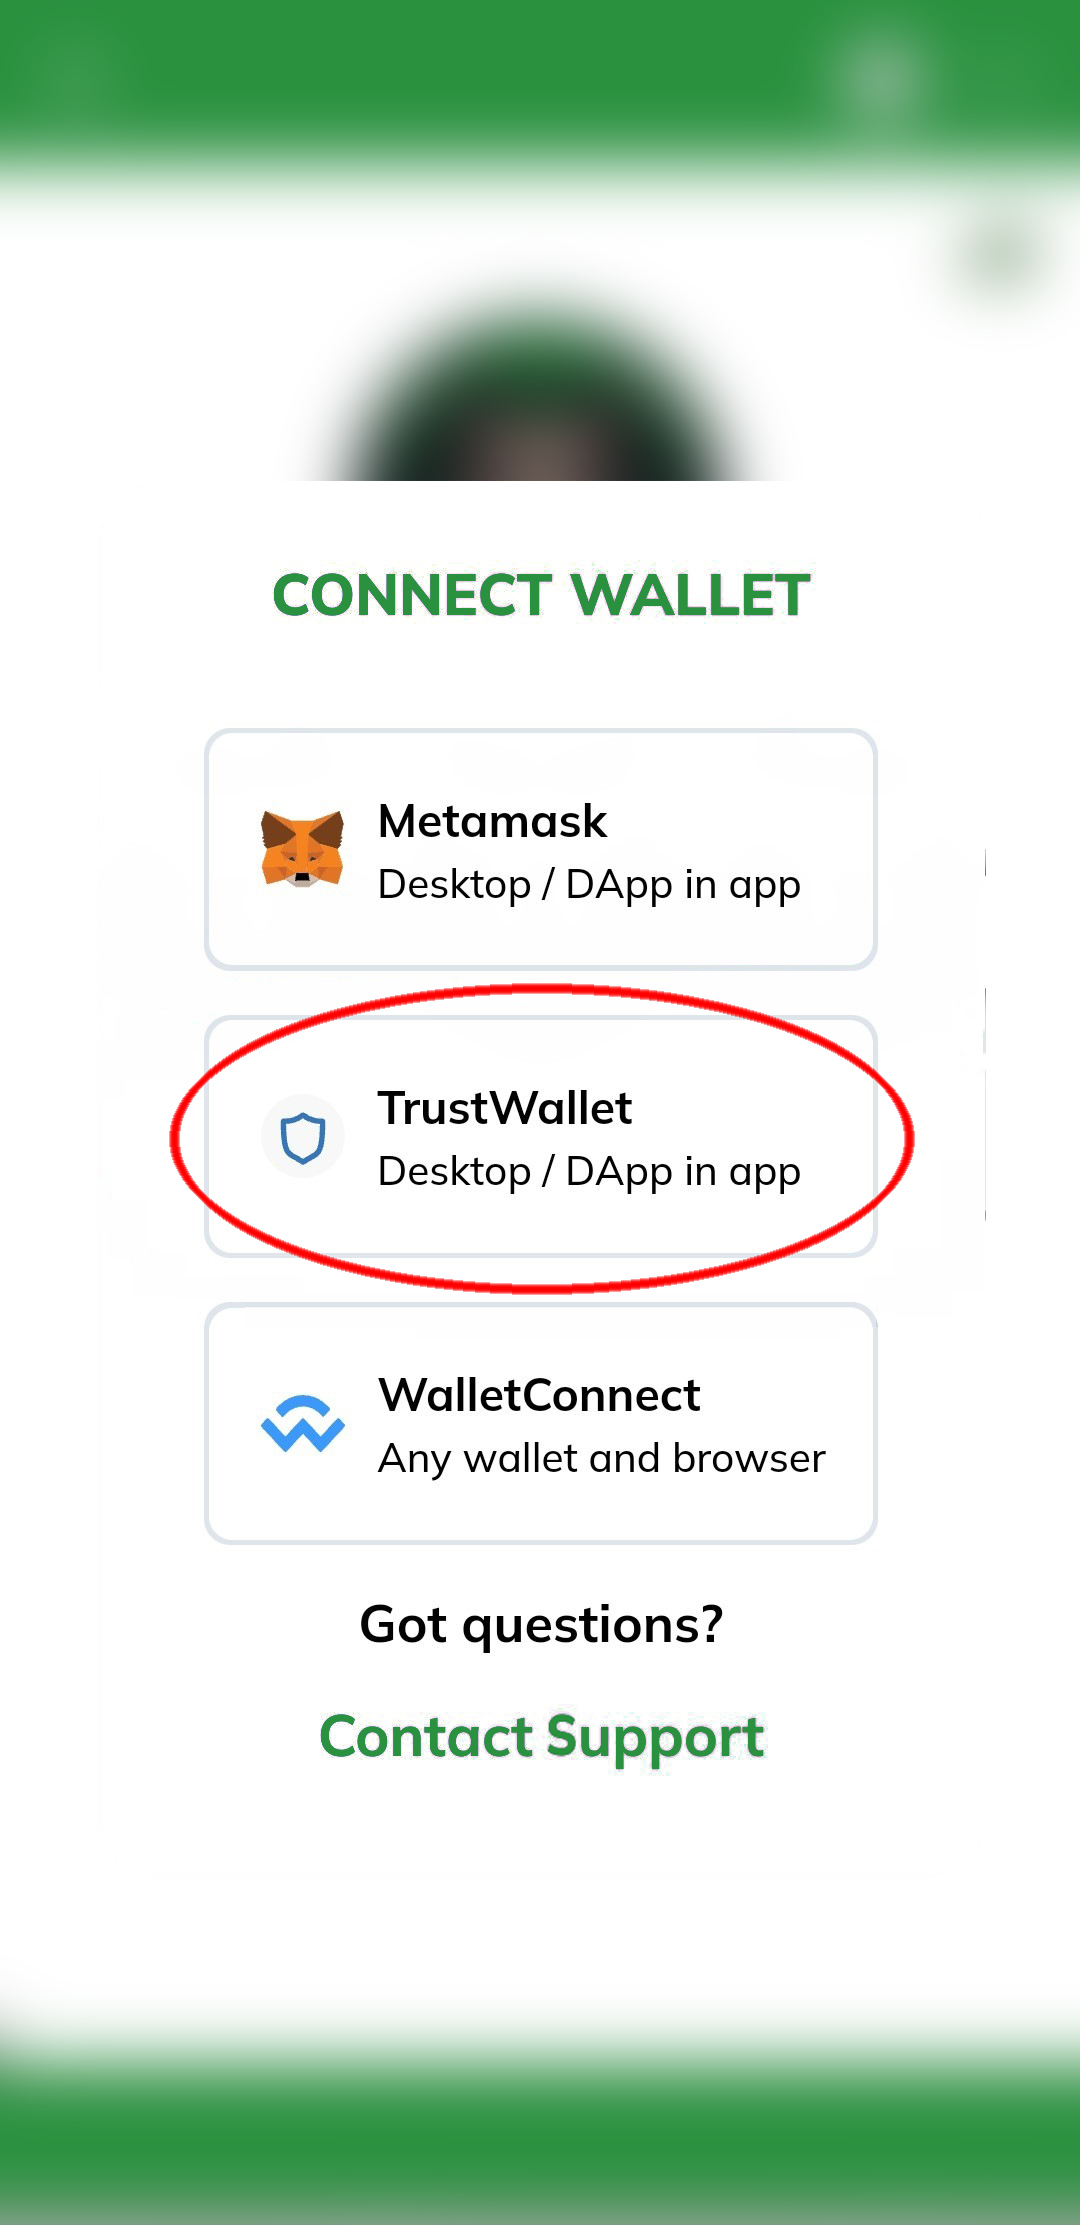 CONNECT WALLET
Metamask
Desktop / DApp in app
TrustWallet
Desktop / DApp in app
WalletConnect
Any wallet and browser
Got questions?
Contact Support